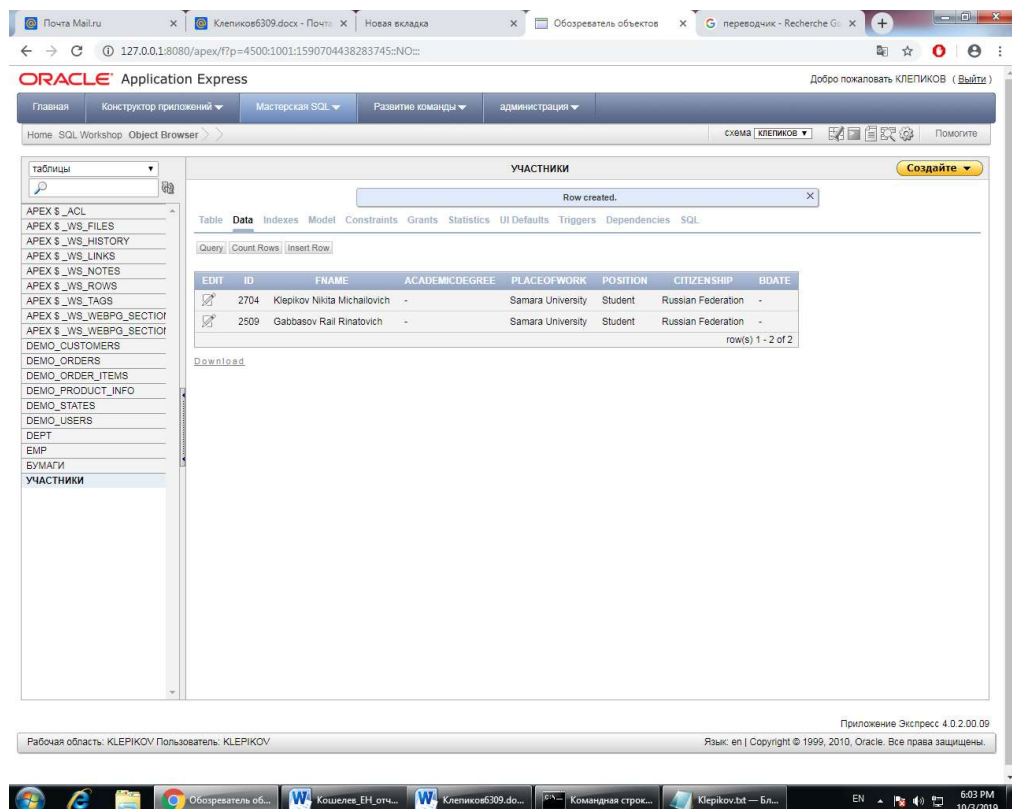 Почта Mail.ru
Клепиков6309.docx - Почта
Новая вкладка
Обозреватель объектов
переводчик - Recherche Go
127.0.0.1:8080/apex/f?p=4500:1001:1590704438283745::NO:::
ORACLE Application Express
Добро пожаловать КЛЕПИКОВ ( Выйти )
Главная
Конструктор приложений
Мастерская SQL
Развитие команды
администрация
Home SQL Workshop Object Browser
схема КЛЕПИКОВ
Помогите
таблицы
УЧАСТНИКИ
Создайте
Row created.
APEX $ _ACL
APEX $ _WS_FILES
APEX $ _WS_HISTORY
APEX $ _WS_LINKS
APEX $ _WS_NOTES
APEX $ _WS_ROWS
APEX $ _WS_TAGS
APEX $ _WS_WEBPG_SECTION
APEX $ _WS_WEBPG_SECTION
DEMO_CUSTOMERS
DEMO_ORDERS
DEMO_ORDER_ITEMS
DEMO_PRODUCT_INFO
DEMO_STATES
DEMO_USERS
DEPT
EMP
БУМАГИ
УЧАСТНИКИ
Table Data Indexes Model Constraints Grants Statistics UI Defaults Triggers Dependencies SQL
Query Count Rows Insert Row
EDIT ID FNAME ACADEMICDEGREE PLACEOFWORK POSITION CITIZENSHIP BDATE
2704 Klepikov Nikita Michailovich - Samara University Student Russian Federation -
2509 Gabbasov Rail Rinatovich - Samara University Student Russian Federation -
row(s) 1 - 2 of 2
Download
Приложение Экспресс 4.0.2.00.09
Рабочая область: KLEPIKOV Пользователь: KLEPIKOV
Язык: en | Copyright © 1999, 2010, Oracle. Все права защищены.
Обозреватель об...
Кошелев_ЕН_отч...
Клепиков6309.do...
Командная строк...
Klepikov.txt — Бл...
EN
6:03 PM
10/3/2019